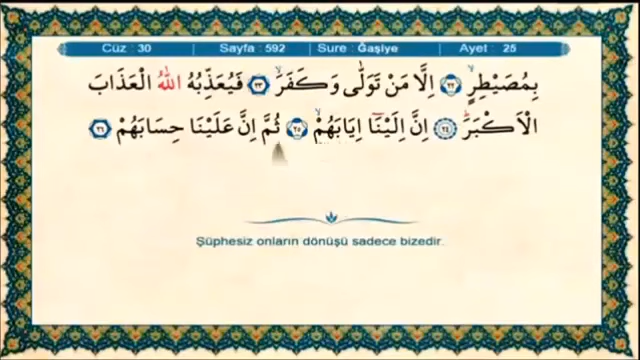 Cüz : 30 Sayfa : 592 Sure : Ğaşiye Ayet : 25
بِمُصَيْطِرٍۙ ﴿٢٢﴾ اِلَّا مَنْ تَوَلّٰى وَكَفَرَۙ ﴿٢٣﴾ فَيُعَذِّبُهُ اللّٰهُ الْعَذَابَ
الْاَكْبَرَۜ ﴿٢٤﴾ اِنَّ اِلَيْنَٓا اِيَابَهُمْۙ ﴿٢٥﴾ ثُمَّ اِنَّ عَلَيْنَا حِسَابَهُمْ ﴿٢٦﴾
Şüphesiz onların dönüşü sadece bizedir.